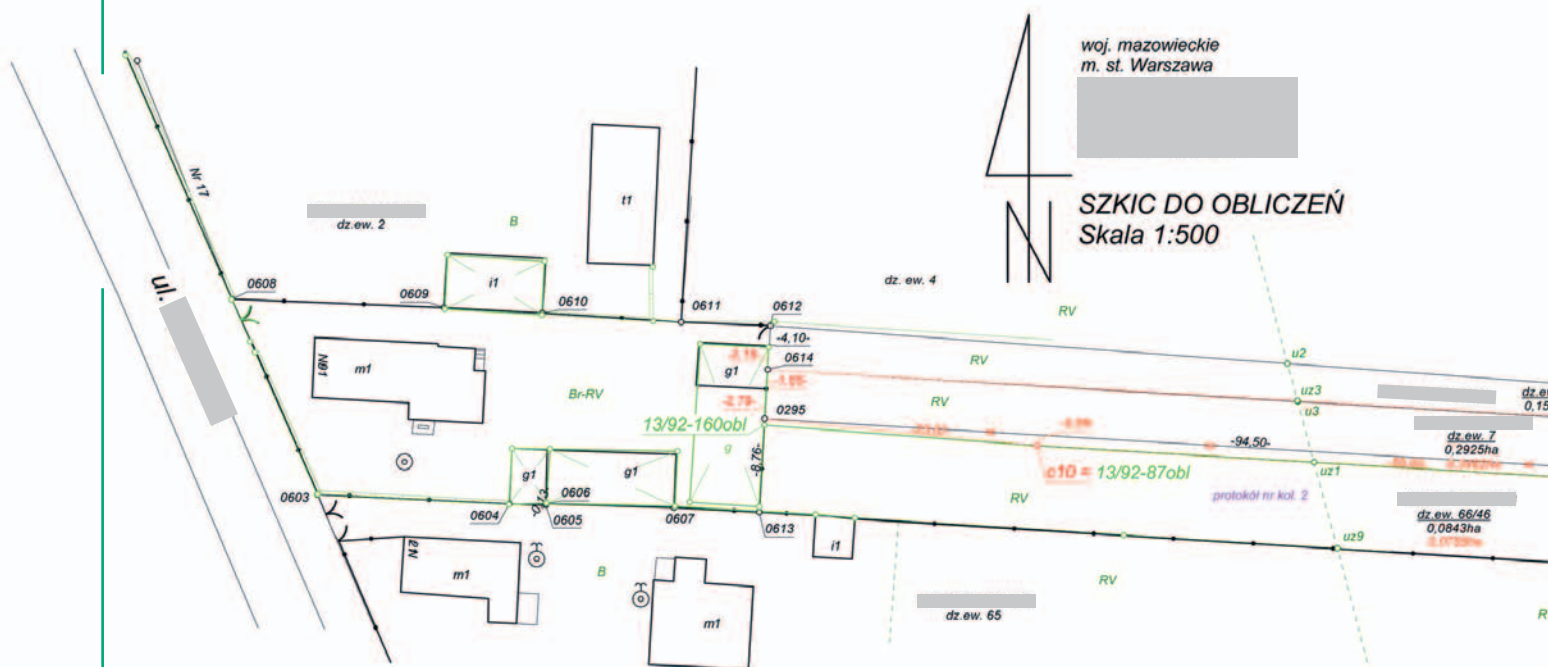 woj. mazowieckie
m. st. Warszawa
SZKIC DO OBLICZEŃ
Skala 1:500
N
Nr 17
ul.
dz.ew. 2
B
t1
i1
0608
0609
0610
0611
0612
dz. ew. 4
RV
-4,10-
0614
g1
m1
Br-RV
RV
RV
u2
uz3
u3
0295
13/92-160obl
g
-8,76-
-94,50-
dz.ew. 7
0,2925ha
c10 = 13/92-87obl
uz1
g1
g1
0603
0604
0605
0606
0607
0613
RV
protokół nr kol. 2
dz.ew. 66/46
0,0843ha
uz9
i1
m1
B
m1
RV
dz.ew. 65